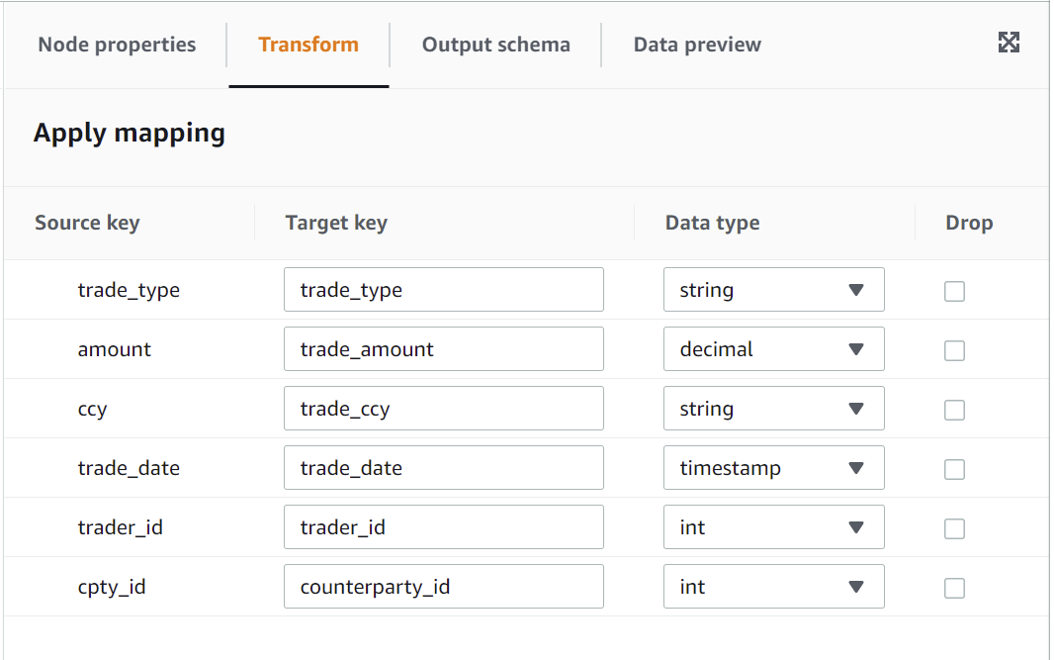 Node properties Transform Output schema Data preview
Apply mapping
Source key Target key Data type Drop
trade_type trade_type string
amount trade_amount decimal
ccy trade_ccy string
trade_date trade_date timestamp
trader_id trader_id int
cpty_id counterparty_id int